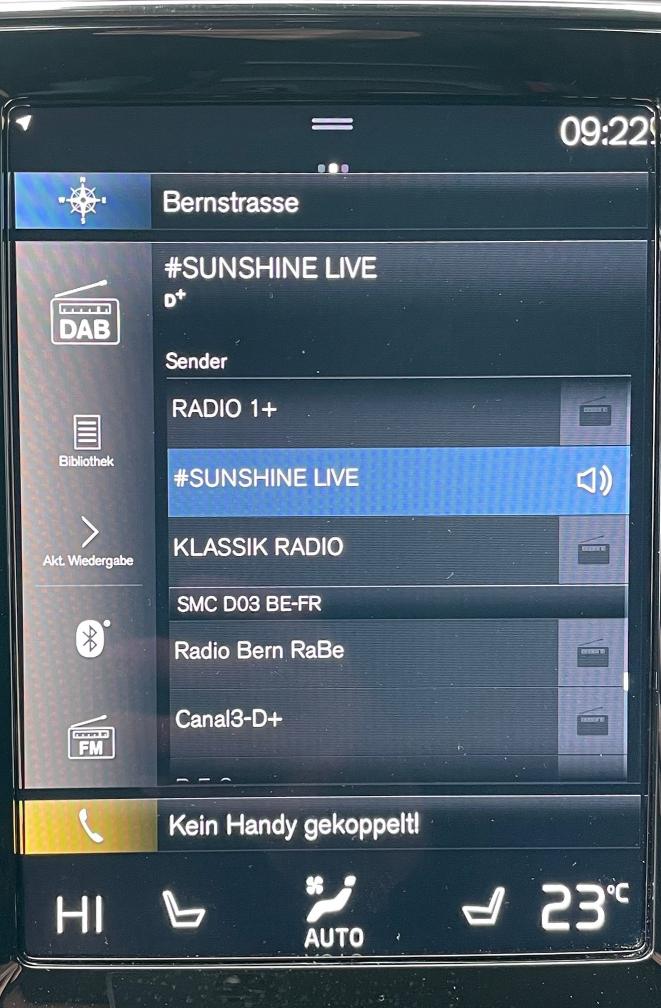 09:22
N
W E
S
Bernstrasse
#SUNSHINE LIVE
D+
DAB
Sender
RADIO 1+
Bibliothek
#SUNSHINE LIVE
KLASSIK RADIO
Akt. Wiedergabe
SMC D03 BE-FR
Radio Bern RaBe
Canal3-D+
FM
Kein Handy gekoppelt!
HI
AUTO
23°C